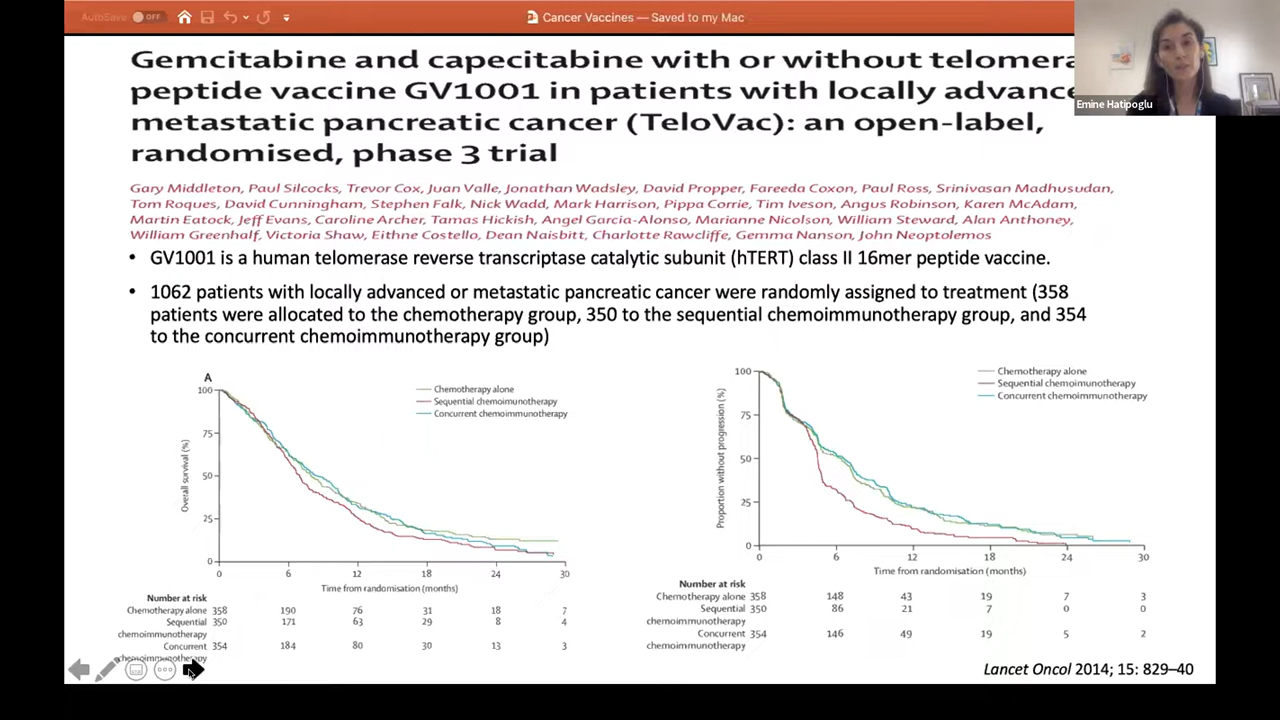 AutoSave OFF
Cancer Vaccines — Saved to my Mac
Emine Hatipoglu
Gemcitabine and capecitabine with or without
peptide vaccine GV1001 in patients with locally
metastatic pancreatic cancer (TeloVac): an open-label,
randomised, phase 3 trial
Gary Middleton, Paul Silcocks, Trevor Cox, Juan Valle, Jonathan Wadsley, David Propper, Fareeda Coxon, Paul Ross, Srinivasan Madhusudan,
Tom Roques, David Cunningham, Stephen Falk, Nick Wadd, Mark Harrison, Pippa Corrie, Tim Iveson, Angus Robinson, Karen McAdam,
Martin Eatock, Jeff Evans, Caroline Archer, Tamas Hickish, Angel Garcia-Alonso, Marianne Nicolson, William Steward, Alan Anthoney,
William Greenhalf, Victoria Shaw, Eithne Costello, Dean Naisbitt, Charlotte Rawcliffe, Gemma Nanson, John Neoptolemos
• GV1001 is a human telomerase reverse transcriptase catalytic subunit (hTERT) class II 16mer peptide vaccine.
• 1062 patients with locally advanced or metastatic pancreatic cancer were randomly assigned to treatment (358
patients were allocated to the chemotherapy group, 350 to the sequential chemoimmunotherapy group, and 354
to the concurrent chemoimmunotherapy group)
A
Chemotherapy alone
Sequential chemoimmunotherapy
Concurrent chemoimmunotherapy
100
75
50
25
0
Overall survival (%)
0 6 12 18 24 30
Time from randomisation (months)
Number at risk
Chemotherapy alone 358 190 76 31 18 7
Sequential 350 171 63 29 8 4
chemoimmunotherapy
Concurrent 354 184 80 30 13 3
chemoimmunotherapy
Chemotherapy alone
Sequential chemoimmunotherapy
Concurrent chemoimmunotherapy
100
75
50
25
0
Proportion without progression (%)
0 6 12 18 24 30
Time from randomisation (months)
Number at risk
Chemotherapy alone 358 148 43 19 7 3
Sequential 350 86 21 7 0 0
chemoimmunotherapy
Concurrent 354 146 49 19 5 2
chemoimmunotherapy
Lancet Oncol 2014; 15: 829–40